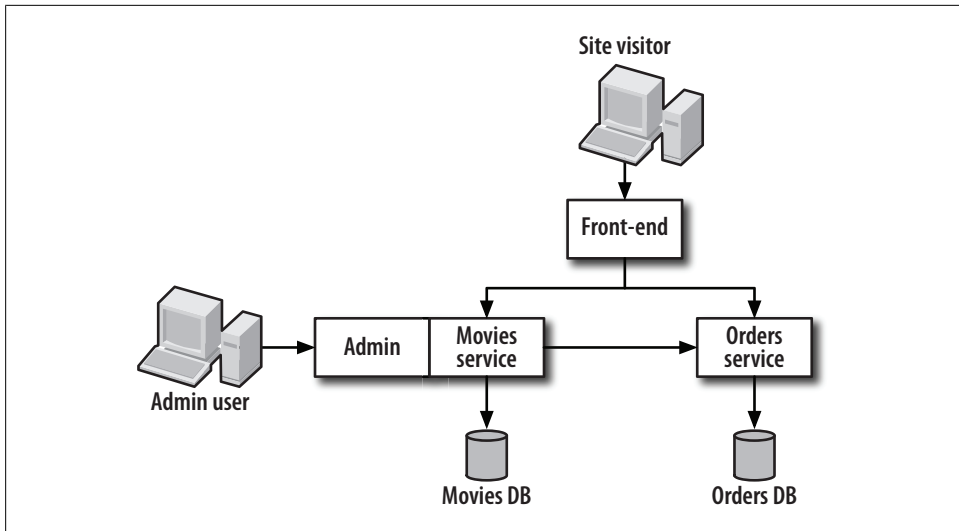 Site visitor
Front-end
Admin
Movies
service
Orders
service
Admin user
Movies DB
Orders DB